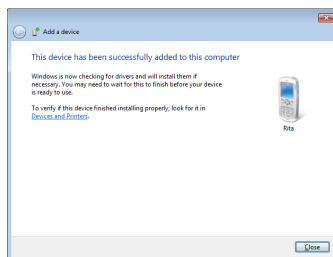 Add a device
This device has been successfully added to this computer
Windows is now checking for drivers and will install them if
necessary. You may need to wait for this to finish before your device
is ready to use.
To verify if this device finished installing properly, look for it in
Devices and Printers.
Rita
Close